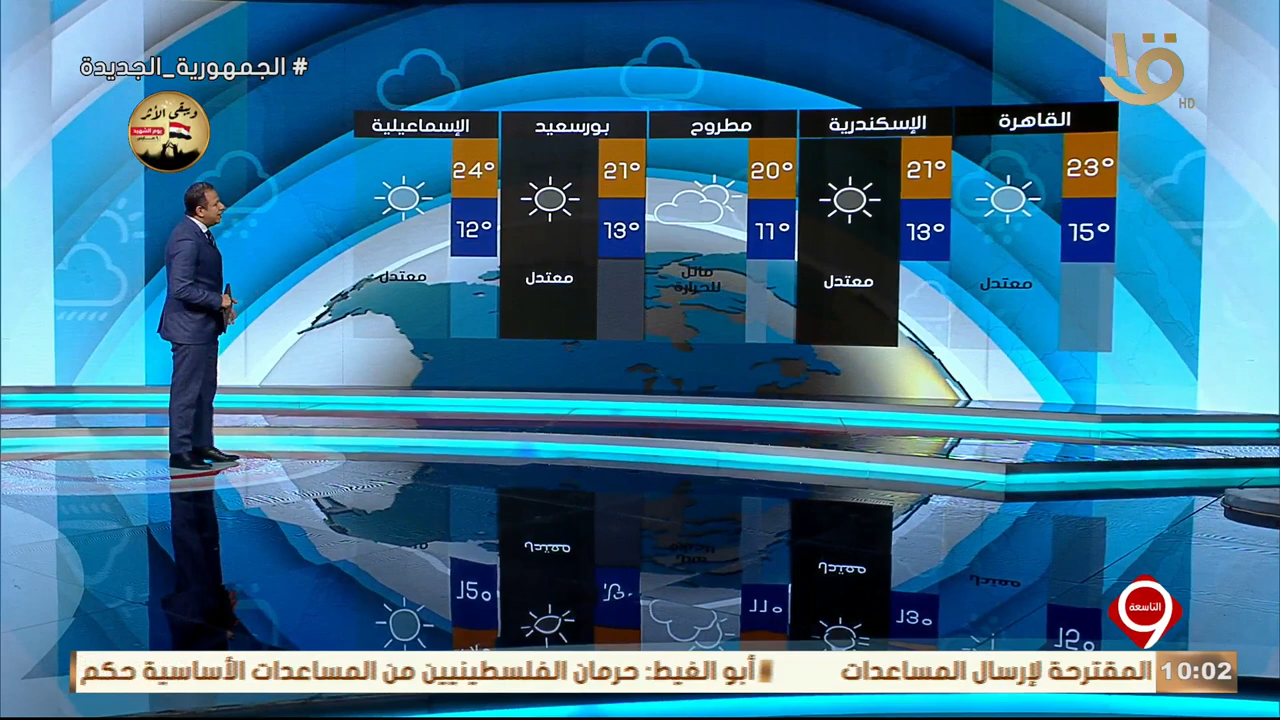 # الجمهورية_الجديدة
HD
ويبقى الأثر
يوم الشهيد
القاهرة
23°
15°
معتدل
الإسكندرية
21°
13°
معتدل
مطروح
20°
11°
مائل
للحرارة
بورسعيد
21°
13°
معتدل
الإسماعيلية
24°
12°
معتدل
التاسعة
9
10:02
المقترحة لإرسال المساعدات
أبو الغيط: حرمان الفلسطينيين من المساعدات الأساسية حكم